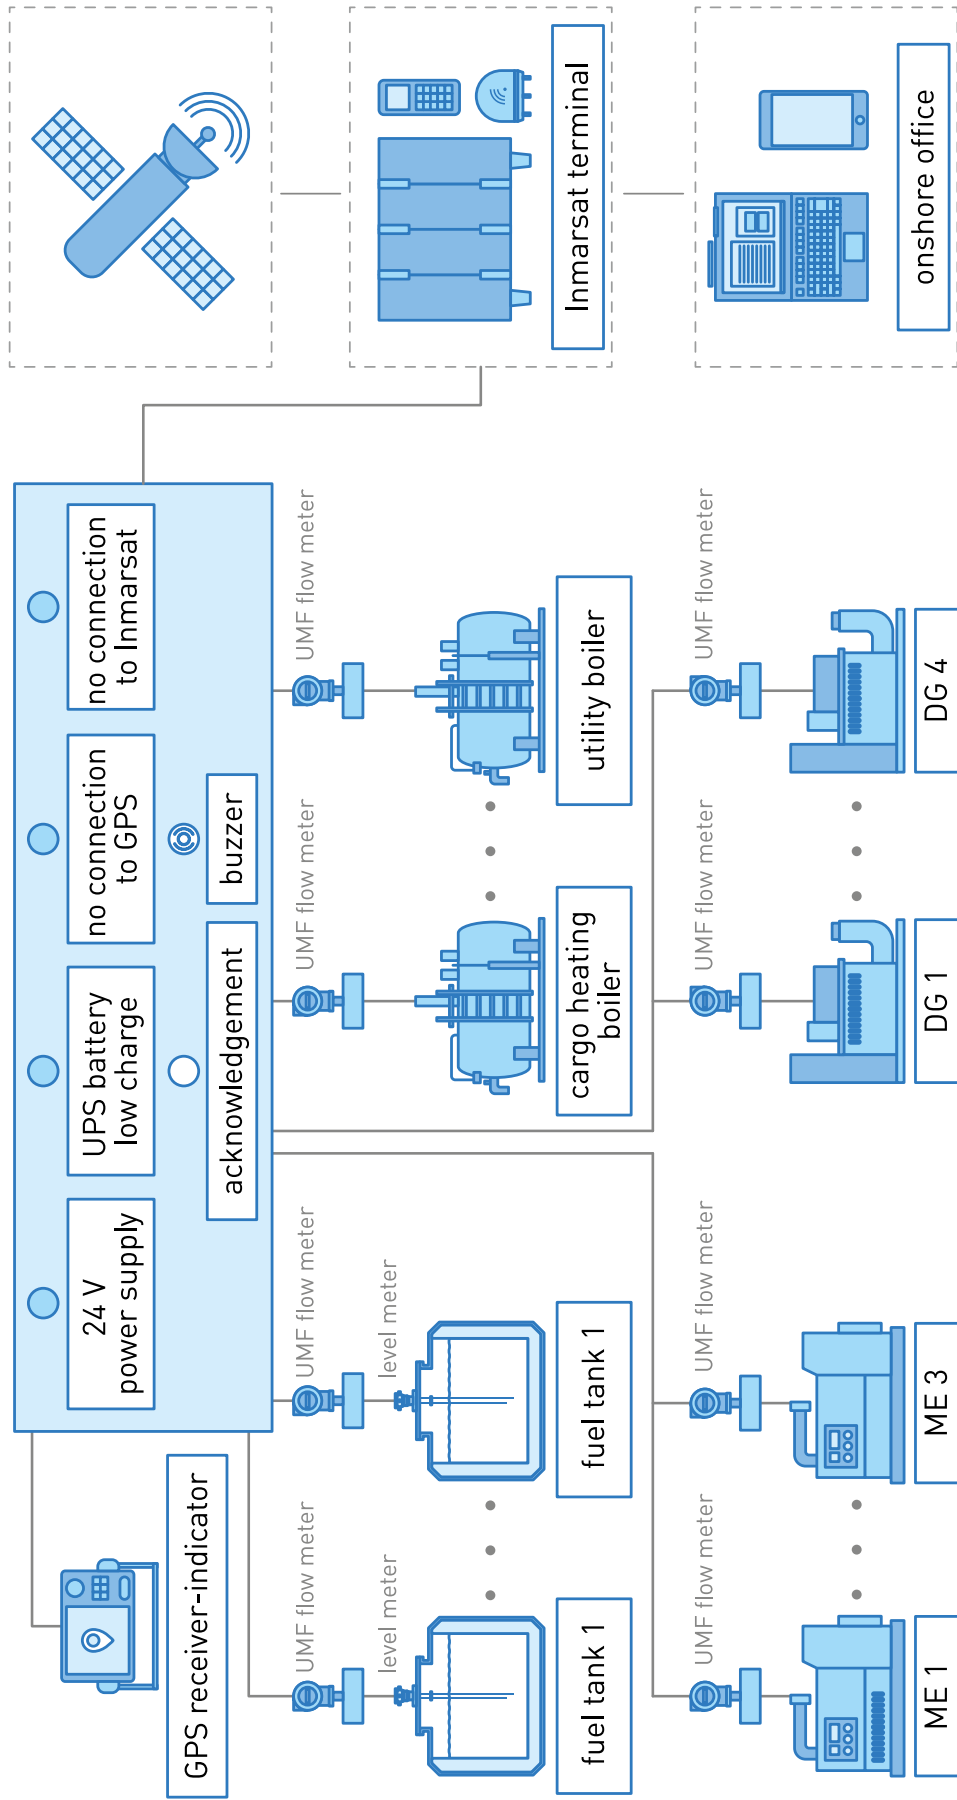 24 V
power supply
UPS battery
low charge
no connection
to GPS
no connection
to Inmarsat
acknowledgement
buzzer
GPS receiver-indicator
UMF flow meter
UMF flow meter
UMF flow meter
UMF flow meter
level meter
level meter
fuel tank 1
fuel tank 1
cargo heating
boiler
utility boiler
UMF flow meter
UMF flow meter
UMF flow meter
UMF flow meter
ME 1
ME 3
DG 1
DG 4
Inmarsat terminal
onshore office